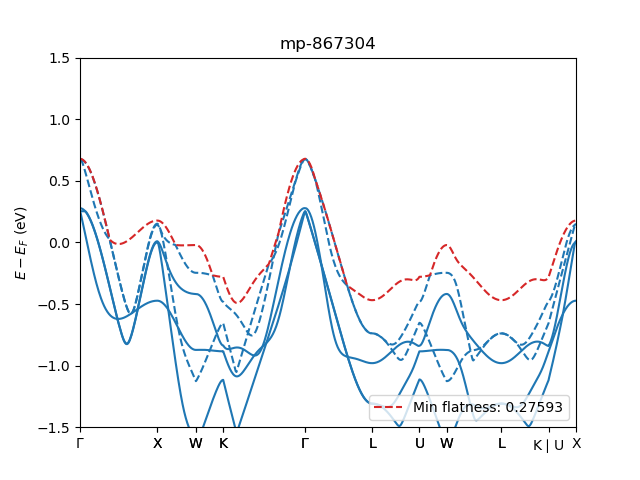 mp-867304
E − E_F (eV)
1.5
1.0
0.5
0.0
−0.5
−1.0
−1.5
Min flatness: 0.27593
Γ X W K Γ L U W L K | U X